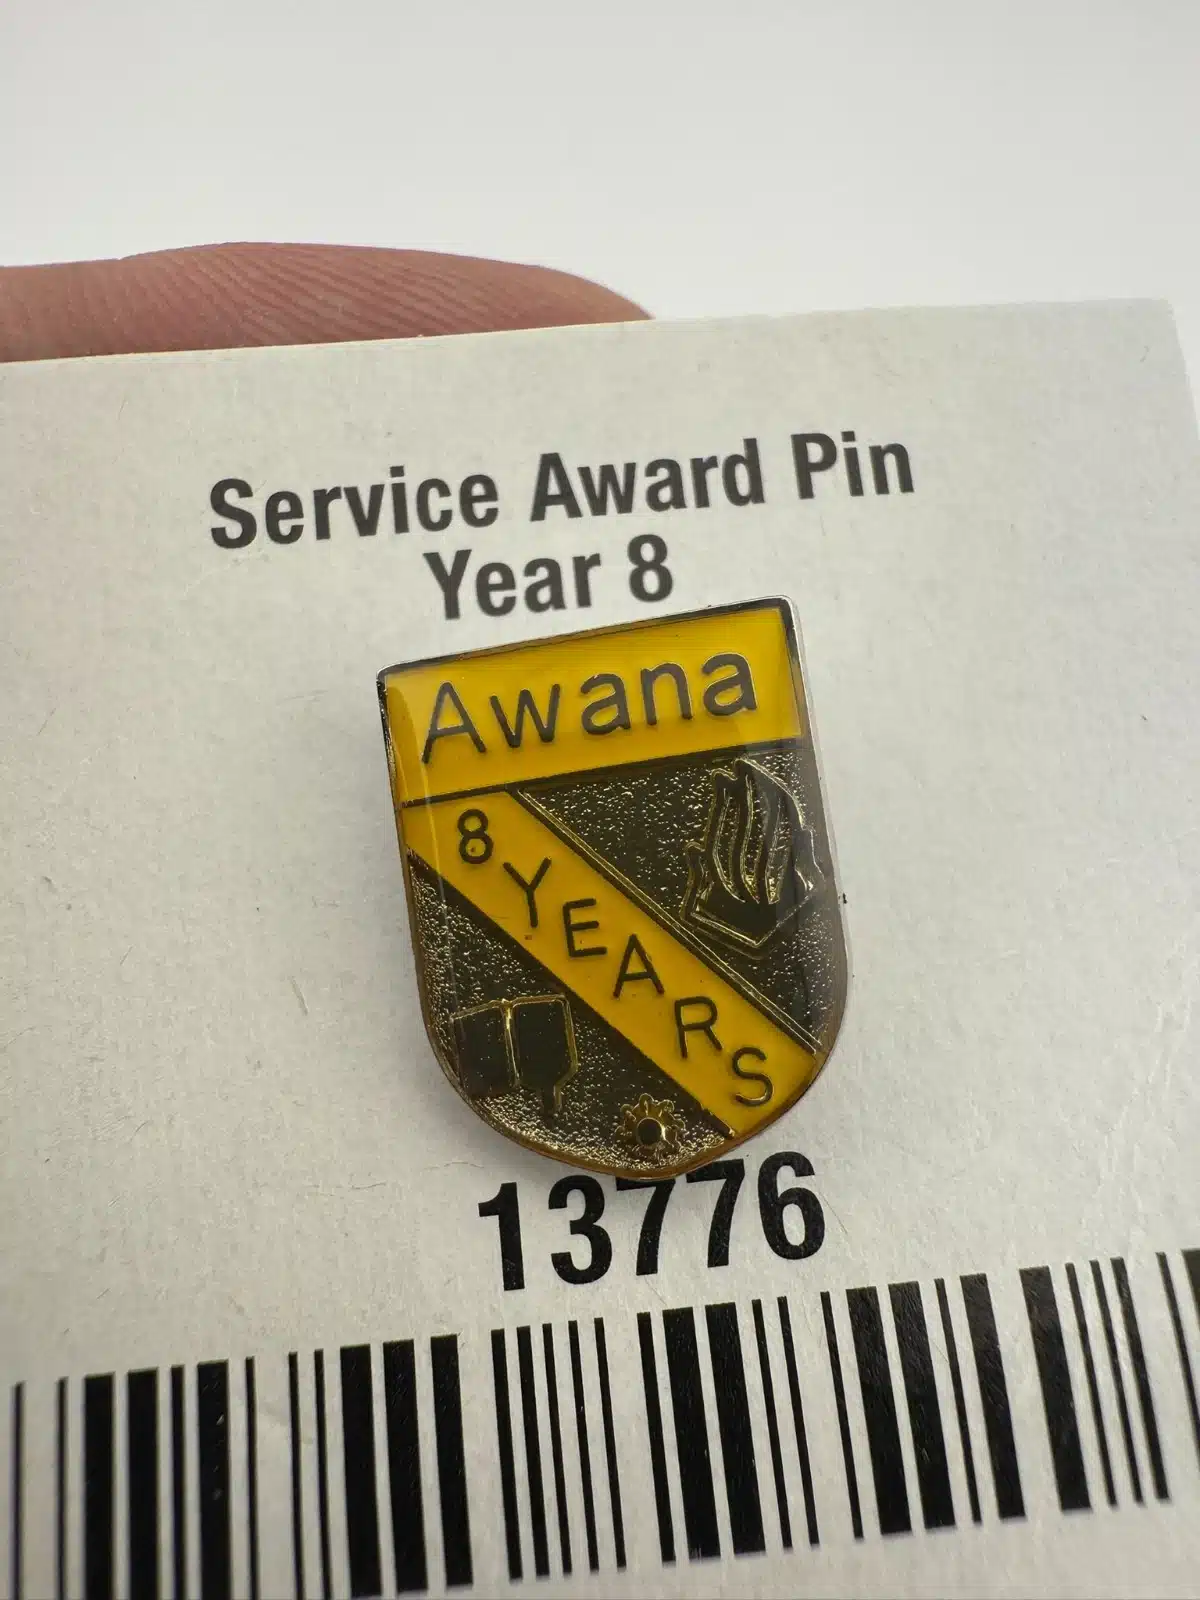 Service Award Pin
Year 8
Awana
8 YEARS
13776